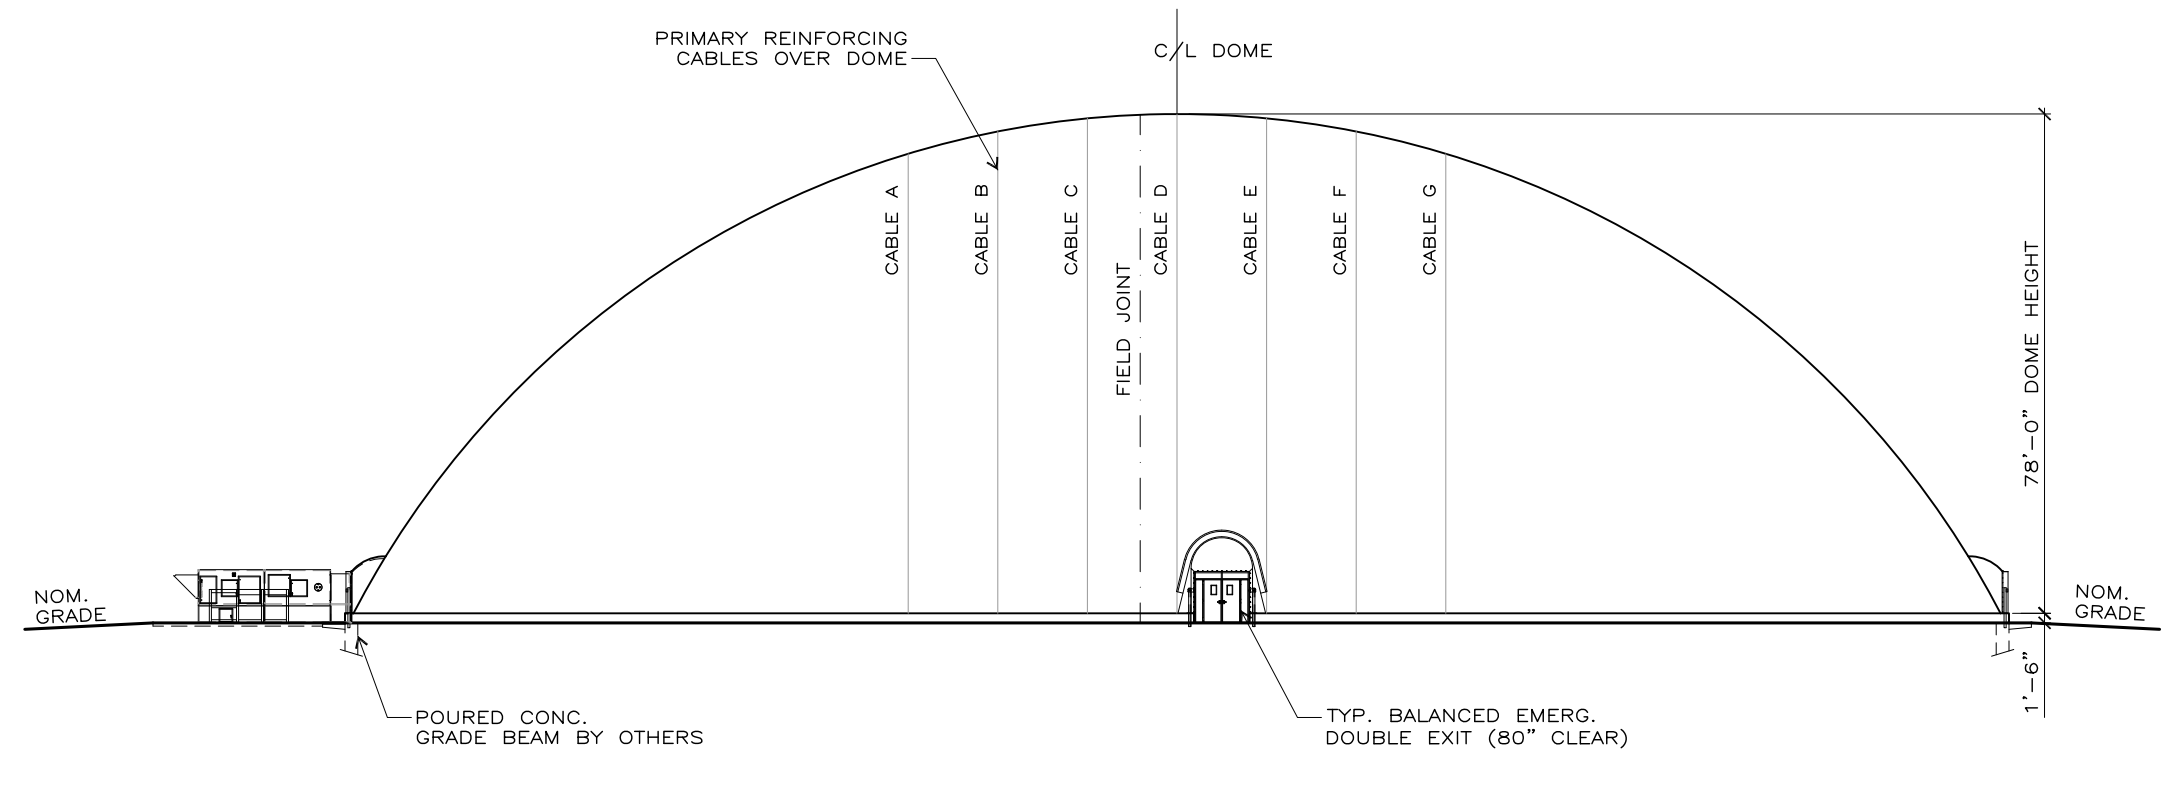 PRIMARY REINFORCING
CABLES OVER DOME
C/L DOME
CABLE A
CABLE B
CABLE C
FIELD JOINT
CABLE D
CABLE E
CABLE F
CABLE G
78'-0" DOME HEIGHT
1'-6"
NOM.
GRADE
NOM.
GRADE
POURED CONC.
GRADE BEAM BY OTHERS
TYP. BALANCED EMERG.
DOUBLE EXIT (80" CLEAR)